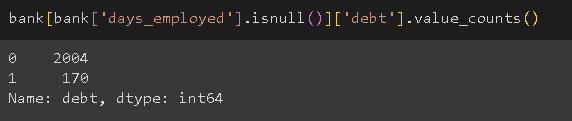 bank[bank['days_employed'].isnull()]['debt'].value_counts()
0    2004
1     170
Name: debt, dtype: int64